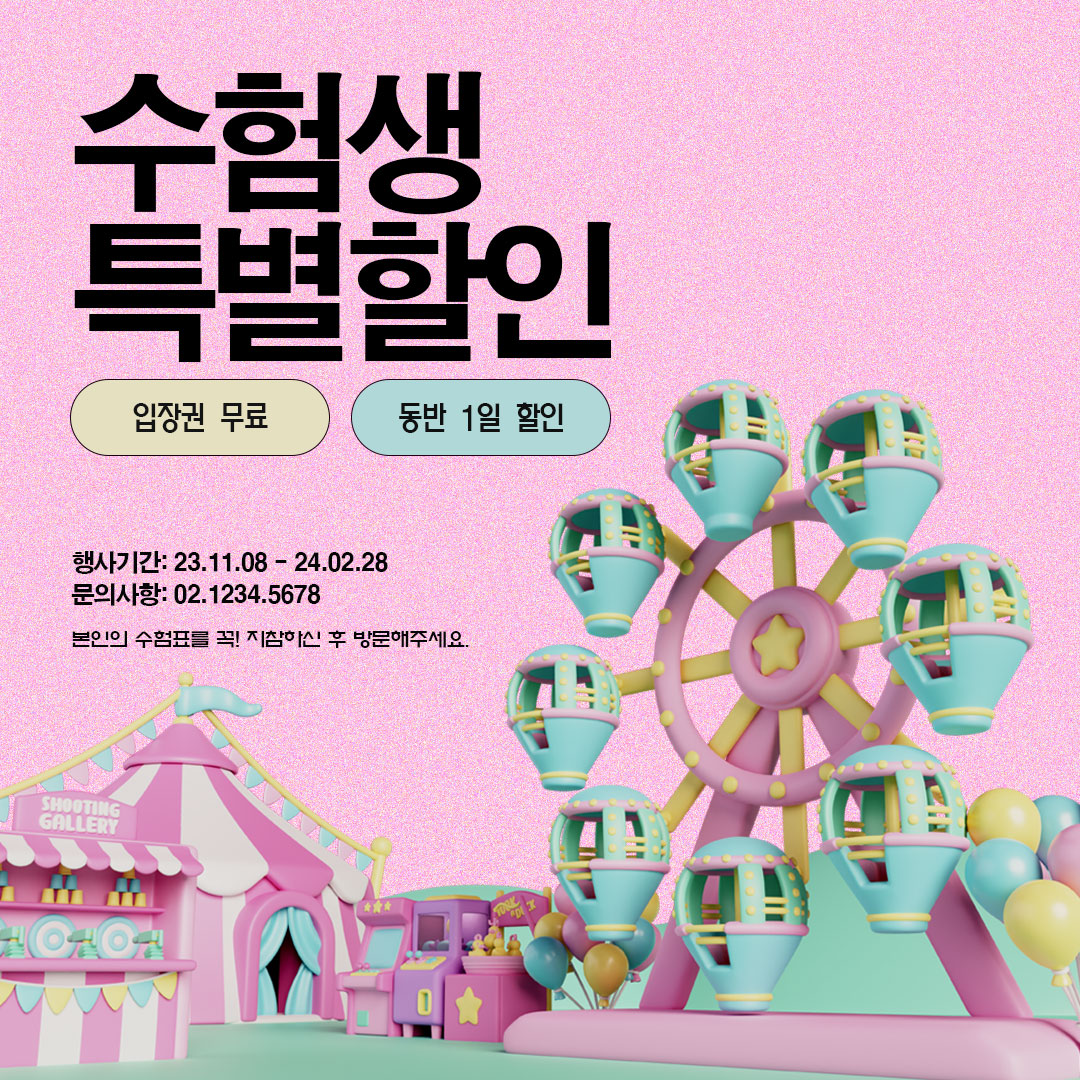 수험생
특별할인
입장권 무료
동반 1일 할인
행사기간: 23.11.08 - 24.02.28
문의사항: 02.1234.5678
본인의 수험표를 꼭! 지참하신 후 방문해주세요.
SHOOTING
GALLERY